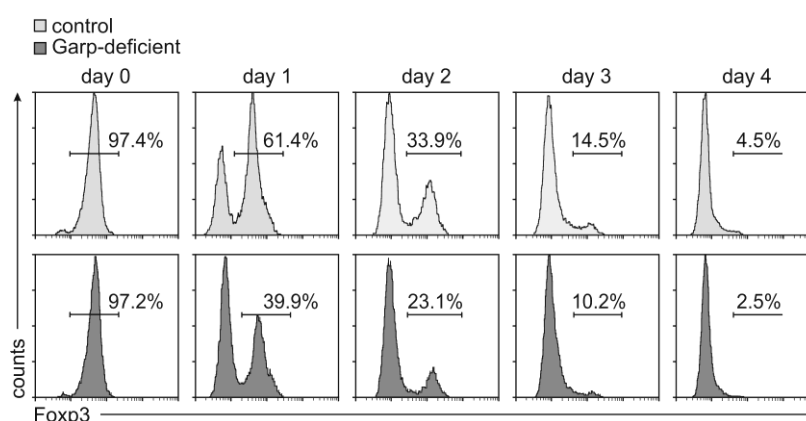 control
Garp-deficient
day 0 day 1 day 2 day 3 day 4
97.4% 61.4% 33.9% 14.5% 4.5%
97.2% 39.9% 23.1% 10.2% 2.5%
counts
Foxp3